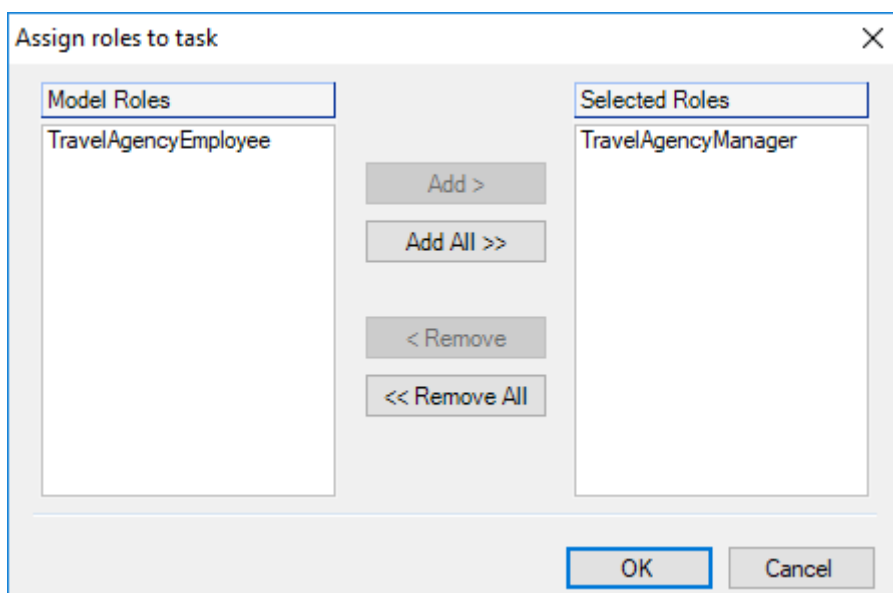 Assign roles to task
Model Roles
TravelAgencyEmployee
Add >
Add All >>
< Remove
<< Remove All
Selected Roles
TravelAgencyManager
OK
Cancel